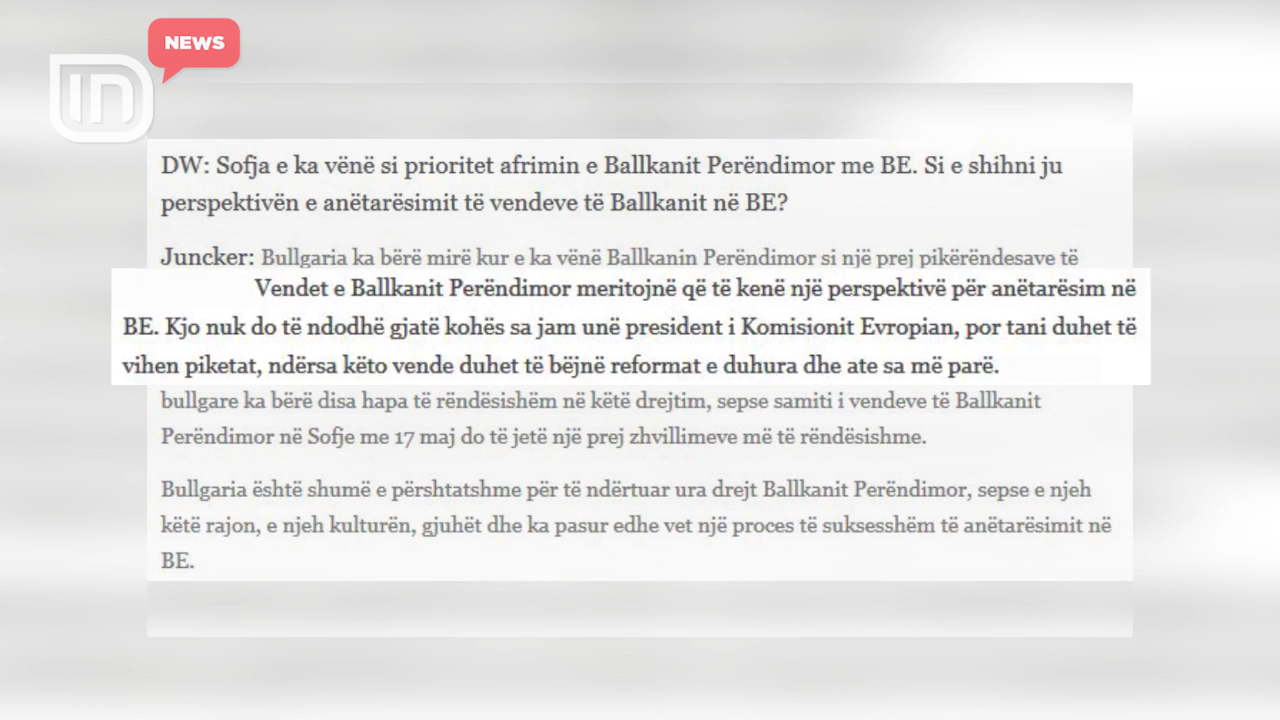 NEWS
IN
DW: Sofja e ka vënë si prioritet afrimin e Ballkanit Perëndimor me BE. Si e shihni ju
perspektivën e anëtarësimit të vendeve të Ballkanit në BE?
Juncker: Bullgaria ka bërë mirë kur e ka vënë Ballkanin Perëndimor si një prej pikërëndesave të
Vendet e Ballkanit Perëndimor meritojnë që të kenë një perspektivë për anëtarësim në
BE. Kjo nuk do të ndodhë gjatë kohës sa jam unë president i Komisionit Evropian, por tani duhet të
vihen piketat, ndërsa këto vende duhet të bëjnë reformat e duhura dhe ate sa më parë.
bullgare ka bërë disa hapa të rëndësishëm në këtë drejtim, sepse samiti i vendeve të Ballkanit
Perëndimor në Sofje me 17 maj do të jetë një prej zhvillimeve më të rëndësishme.
Bullgaria është shumë e përshtatshme për të ndërtuar ura drejt Ballkanit Perëndimor, sepse e njeh
këtë rajon, e njeh kulturën, gjuhët dhe ka pasur edhe vet një proces të suksesshëm të anëtarësimit në
BE.